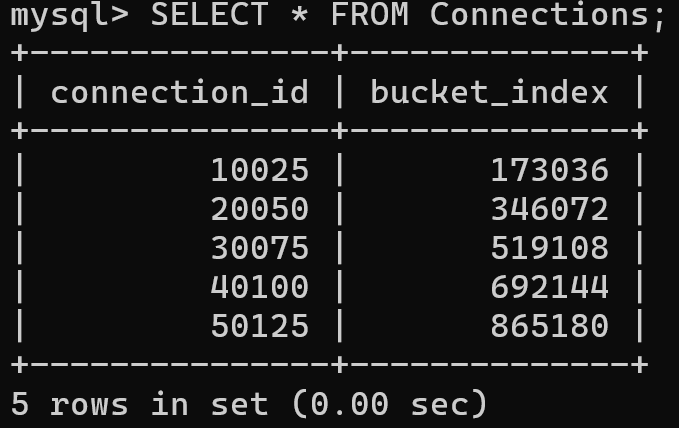 mysql> SELECT * FROM Connections;
+---------------+--------------+
| connection_id | bucket_index |
+---------------+--------------+
|         10025 |       173036 |
|         20050 |       346072 |
|         30075 |       519108 |
|         40100 |       692144 |
|         50125 |       865180 |
+---------------+--------------+
5 rows in set (0.00 sec)